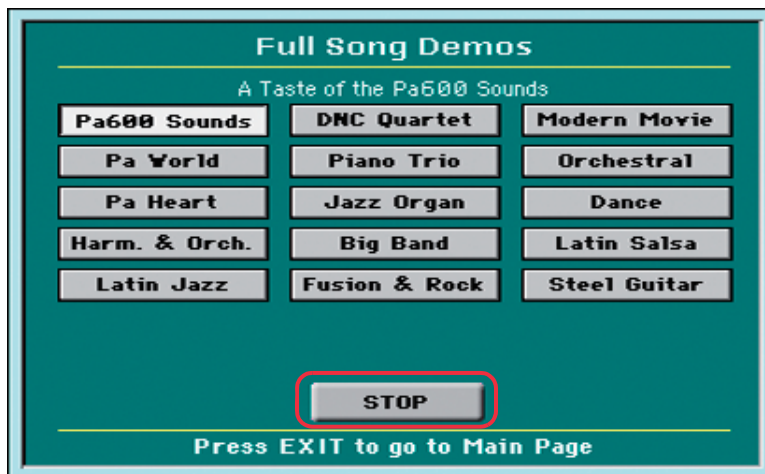 Full Song Demos
A Taste of the Pa600 Sounds
Pa600 Sounds
DNC Quartet
Modern Movie
Pa World
Piano Trio
Orchestral
Pa Heart
Jazz Organ
Dance
Harm. & Orch.
Big Band
Latin Salsa
Latin Jazz
Fusion & Rock
Steel Guitar
STOP
Press EXIT to go to Main Page